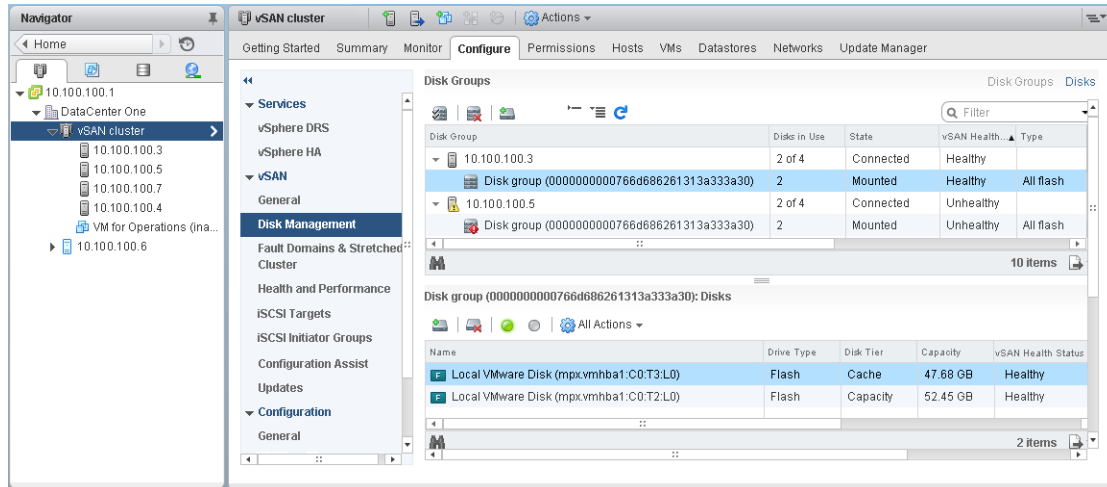 Navigator
Home
10.100.100.1
DataCenter One
vSAN cluster
10.100.100.3
10.100.100.5
10.100.100.7
10.100.100.4
VM for Operations (ina...
10.100.100.6
vSAN cluster
Actions
Getting Started Summary Monitor Configure Permissions Hosts VMs Datastores Networks Update Manager
Services
vSphere DRS
vSphere HA
vSAN
General
Disk Management
Fault Domains & Stretched
Cluster
Health and Performance
iSCSI Targets
iSCSI Initiator Groups
Configuration Assist
Updates
Configuration
General
Disk Groups
Disk Groups Disks
Filter
Disk Group Disks in Use State vSAN Health... Type
10.100.100.3 2 of 4 Connected Healthy
Disk group (0000000000766d686261313a333a30) 2 Mounted Healthy All flash
10.100.100.5 2 of 4 Connected Unhealthy
Disk group (0000000000766d686261313a333a30) 2 Mounted Unhealthy All flash
10 items
Disk group (0000000000766d686261313a333a30): Disks
All Actions
Name Drive Type Disk Tier Capacity vSAN Health Status
F Local VMware Disk (mpx.vmhba1:C0:T3:L0) Flash Cache 47.68 GB Healthy
F Local VMware Disk (mpx.vmhba1:C0:T2:L0) Flash Capacity 52.45 GB Healthy
2 items